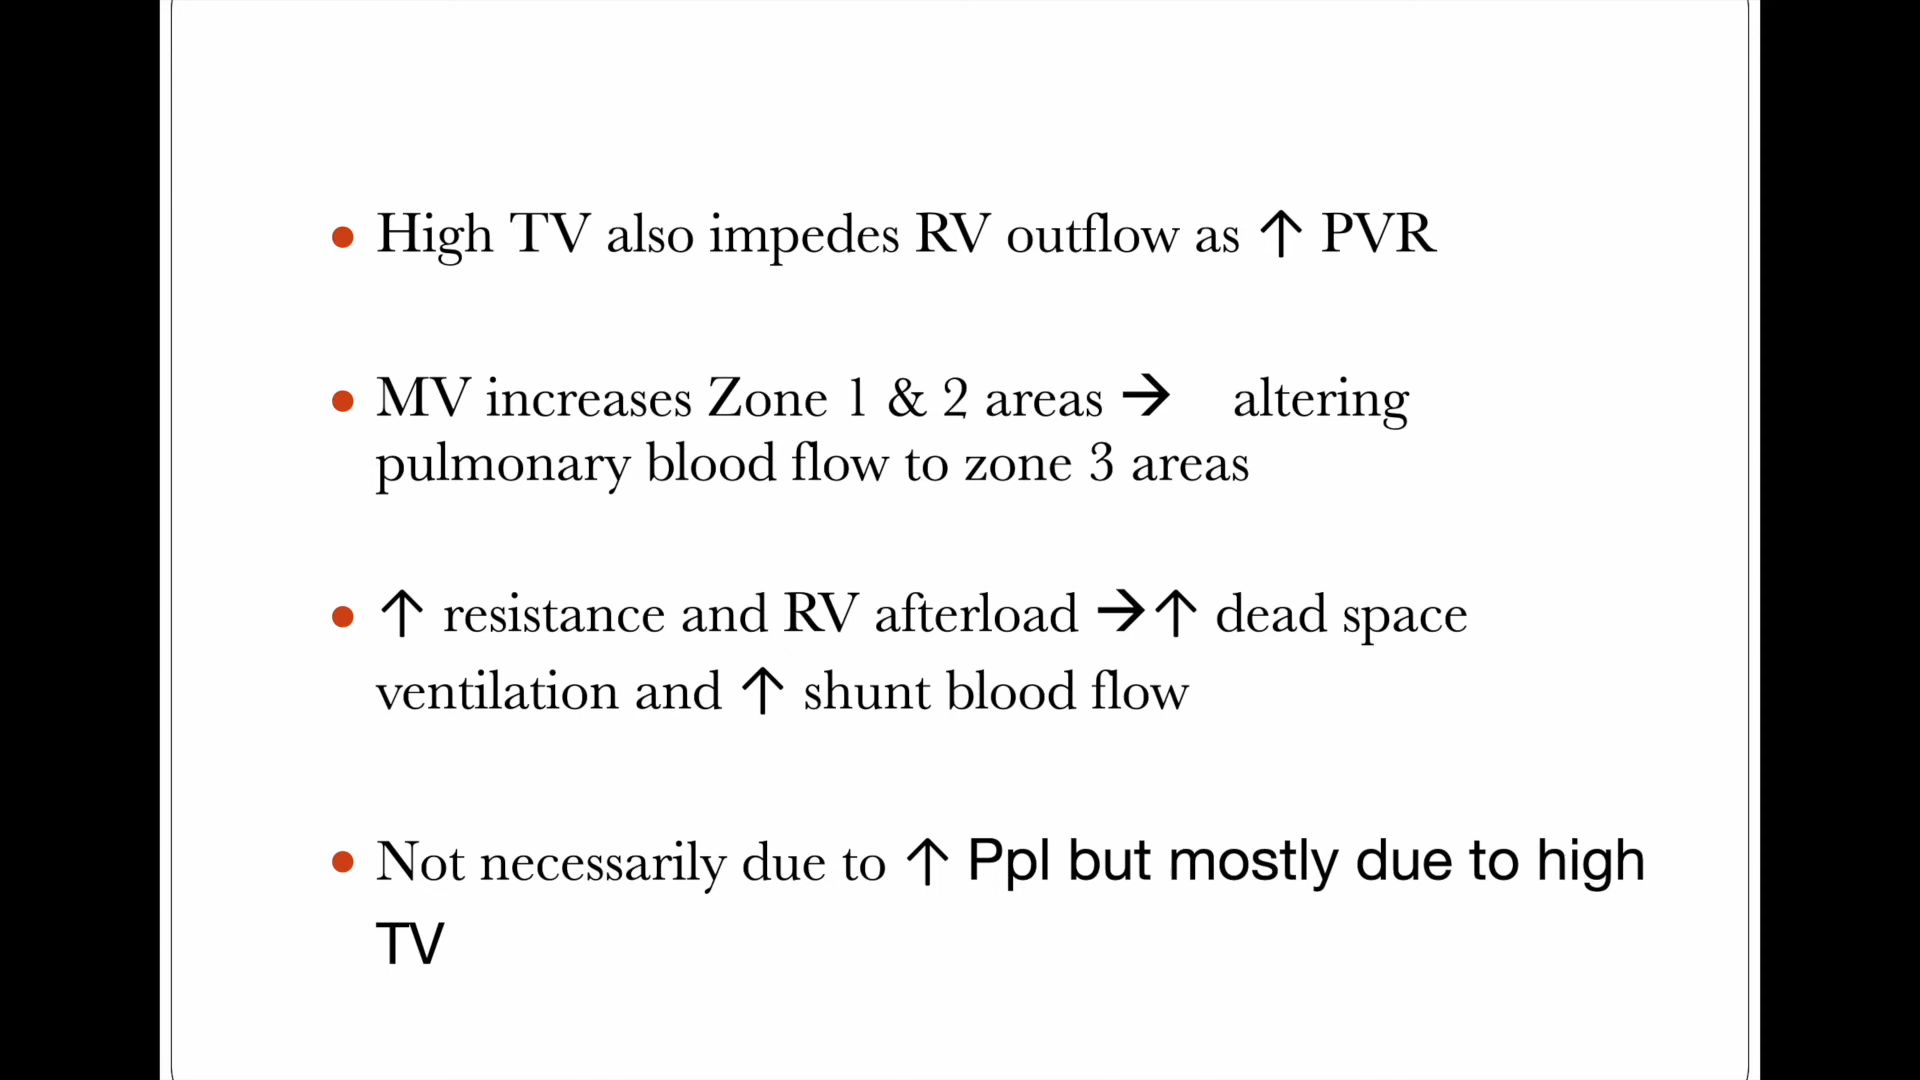 • High TV also impedes RV outflow as ↑ PVR
• MV increases Zone 1 & 2 areas → altering
pulmonary blood flow to zone 3 areas
• ↑ resistance and RV afterload →↑ dead space
ventilation and ↑ shunt blood flow
• Not necessarily due to ↑ Ppl but mostly due to high
TV